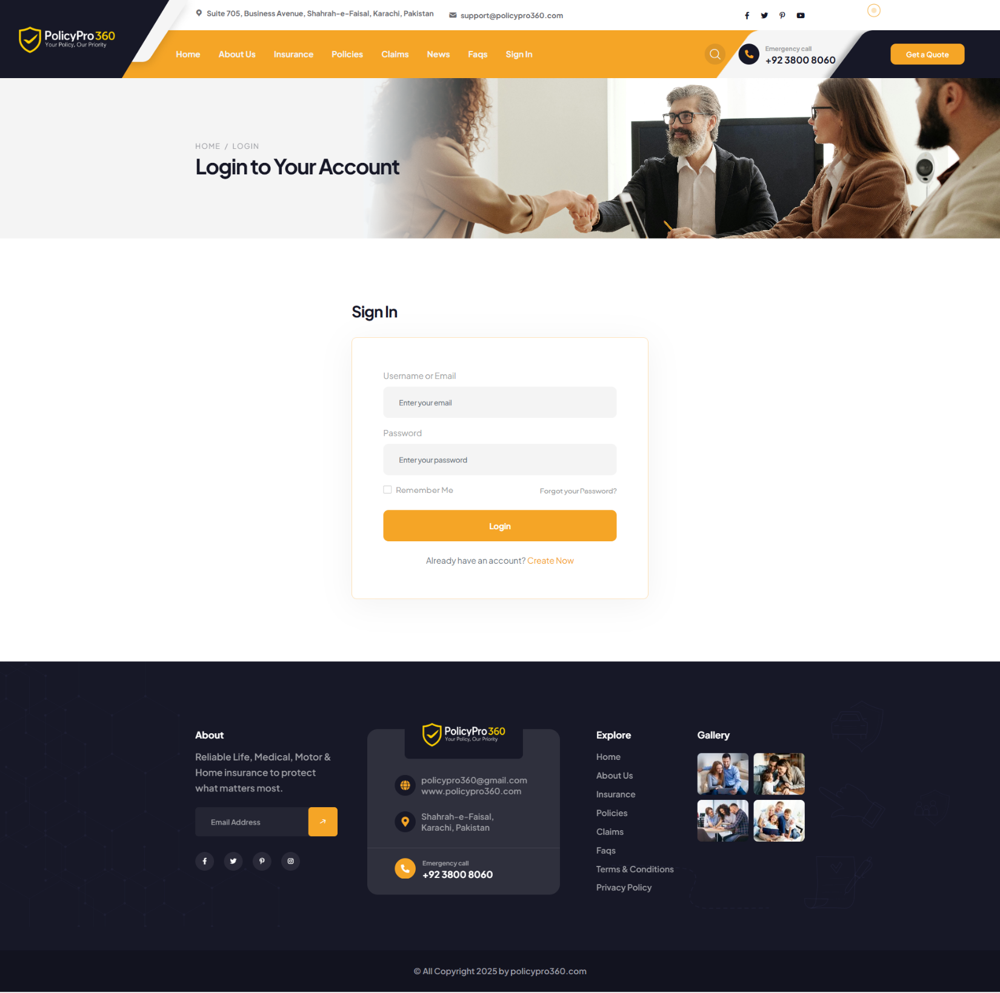 PolicyPro 360
Your Policy, Our Priority
Suite 705, Business Avenue, Shahrah-e-Faisal, Karachi, Pakistan
support@policypro360.com
Home
About Us
Insurance
Policies
Claims
News
Faqs
Sign In
Emergency call
+92 3800 8060
Get a Quote
HOME / LOGIN
Login to Your Account
Sign In
Username or Email
Enter your email
Password
Enter your password
Remember Me
Forgot your Password?
Login
Already have an account? Create Now
About
Reliable Life, Medical, Motor &
Home insurance to protect
what matters most.
Email Address
PolicyPro 360
Your Policy, Our Priority
policypro360@gmail.com
www.policypro360.com
Shahrah-e-Faisal,
Karachi, Pakistan
Emergency call
+92 3800 8060
Explore
Home
About Us
Insurance
Policies
Claims
Faqs
Terms & Conditions
Privacy Policy
Gallery
© All Copyright 2025 by policypro360.com